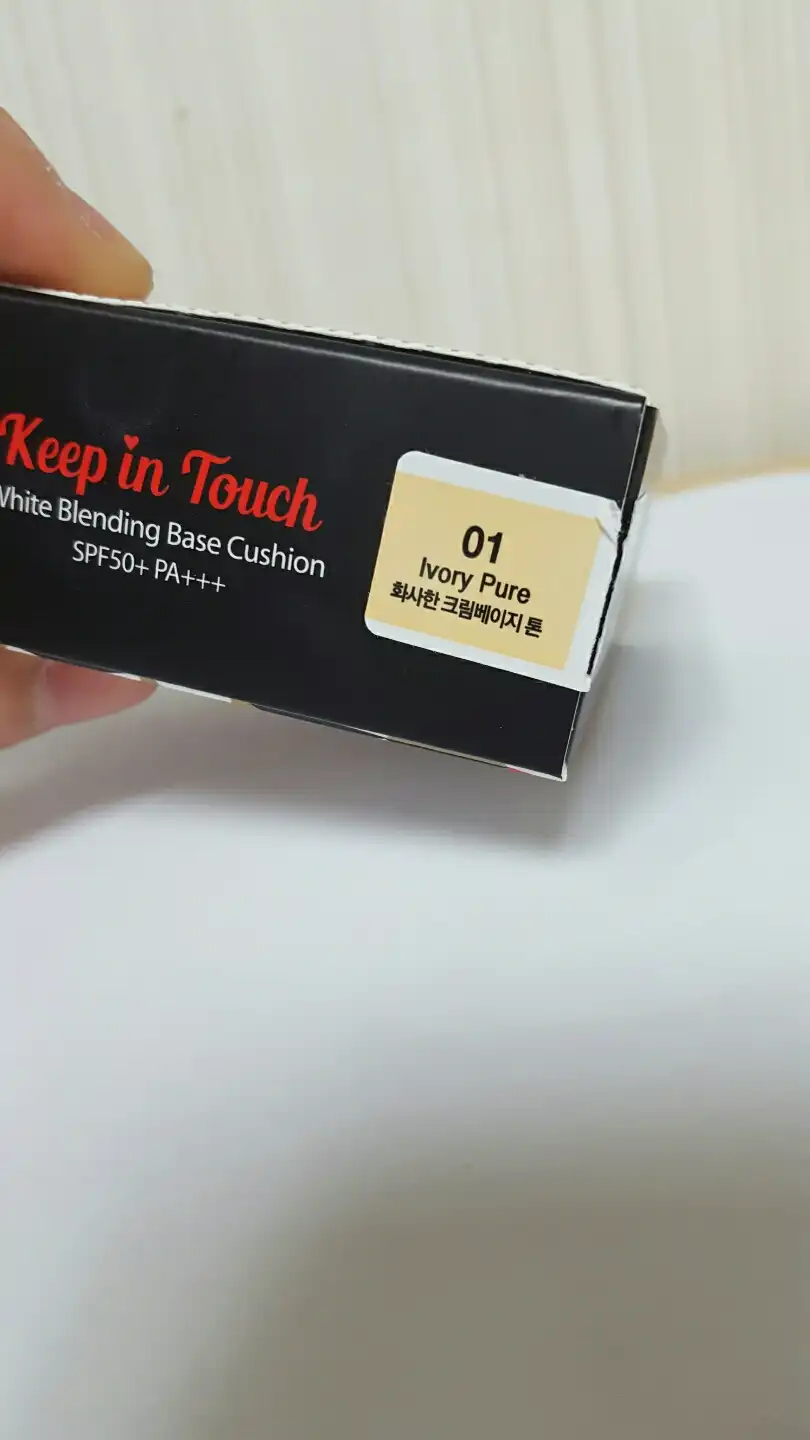 Keep in Touch
White Blending Base Cushion
SPF50+ PA+++
01
Ivory Pure
화사한 크림베이지 톤